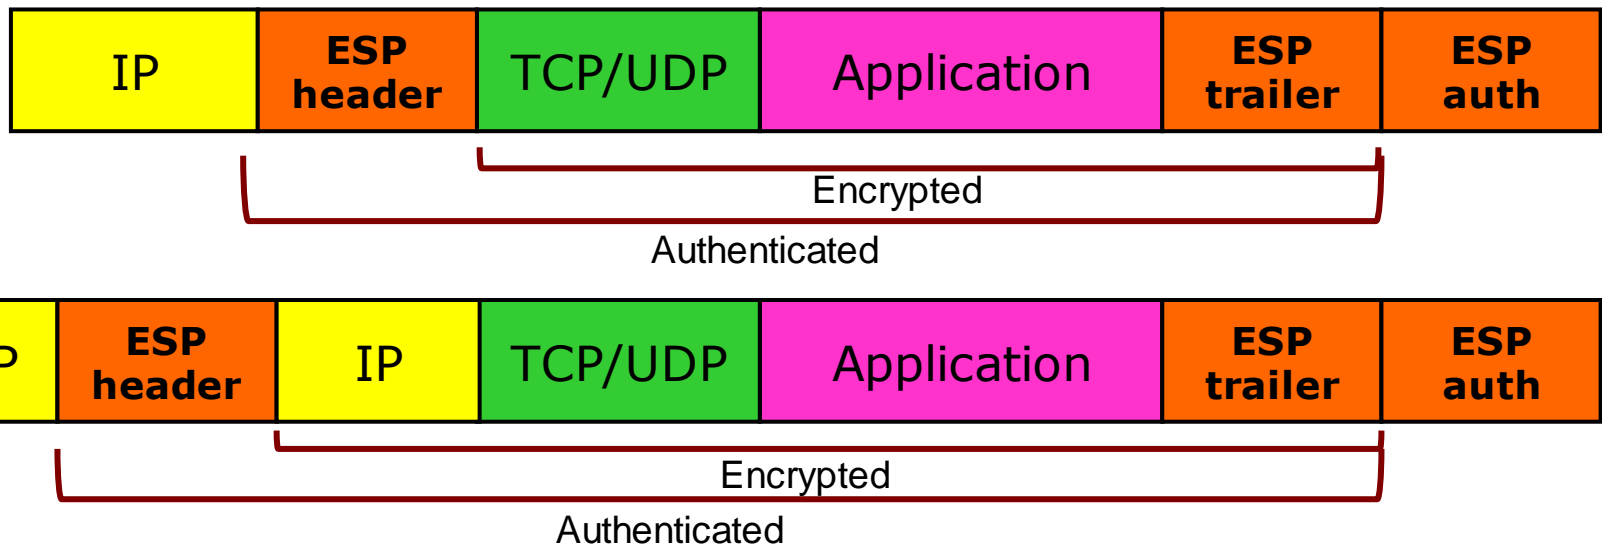 IP
ESP
header
TCP/UDP
Application
ESP
trailer
ESP
auth
Encrypted
Authenticated
P
ESP
header
IP
TCP/UDP
Application
ESP
trailer
ESP
auth
Encrypted
Authenticated